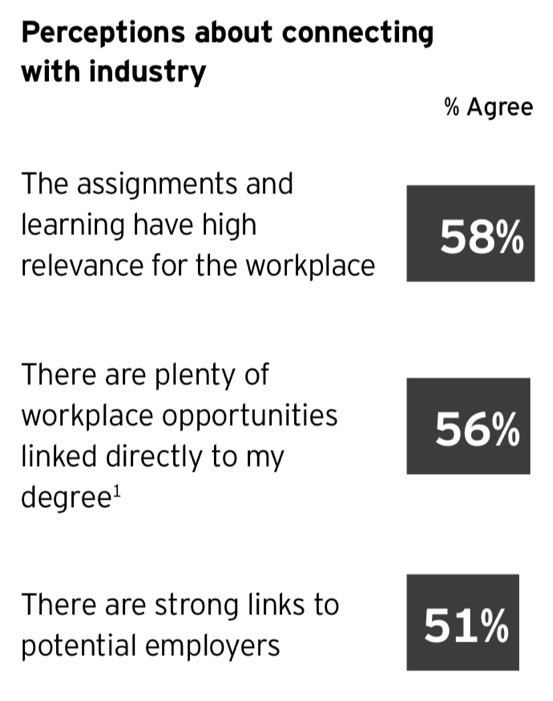 Perceptions about connecting
with industry
% Agree
The assignments and
learning have high
relevance for the workplace
58%
There are plenty of
workplace opportunities
linked directly to my
degree¹
56%
There are strong links to
potential employers
51%